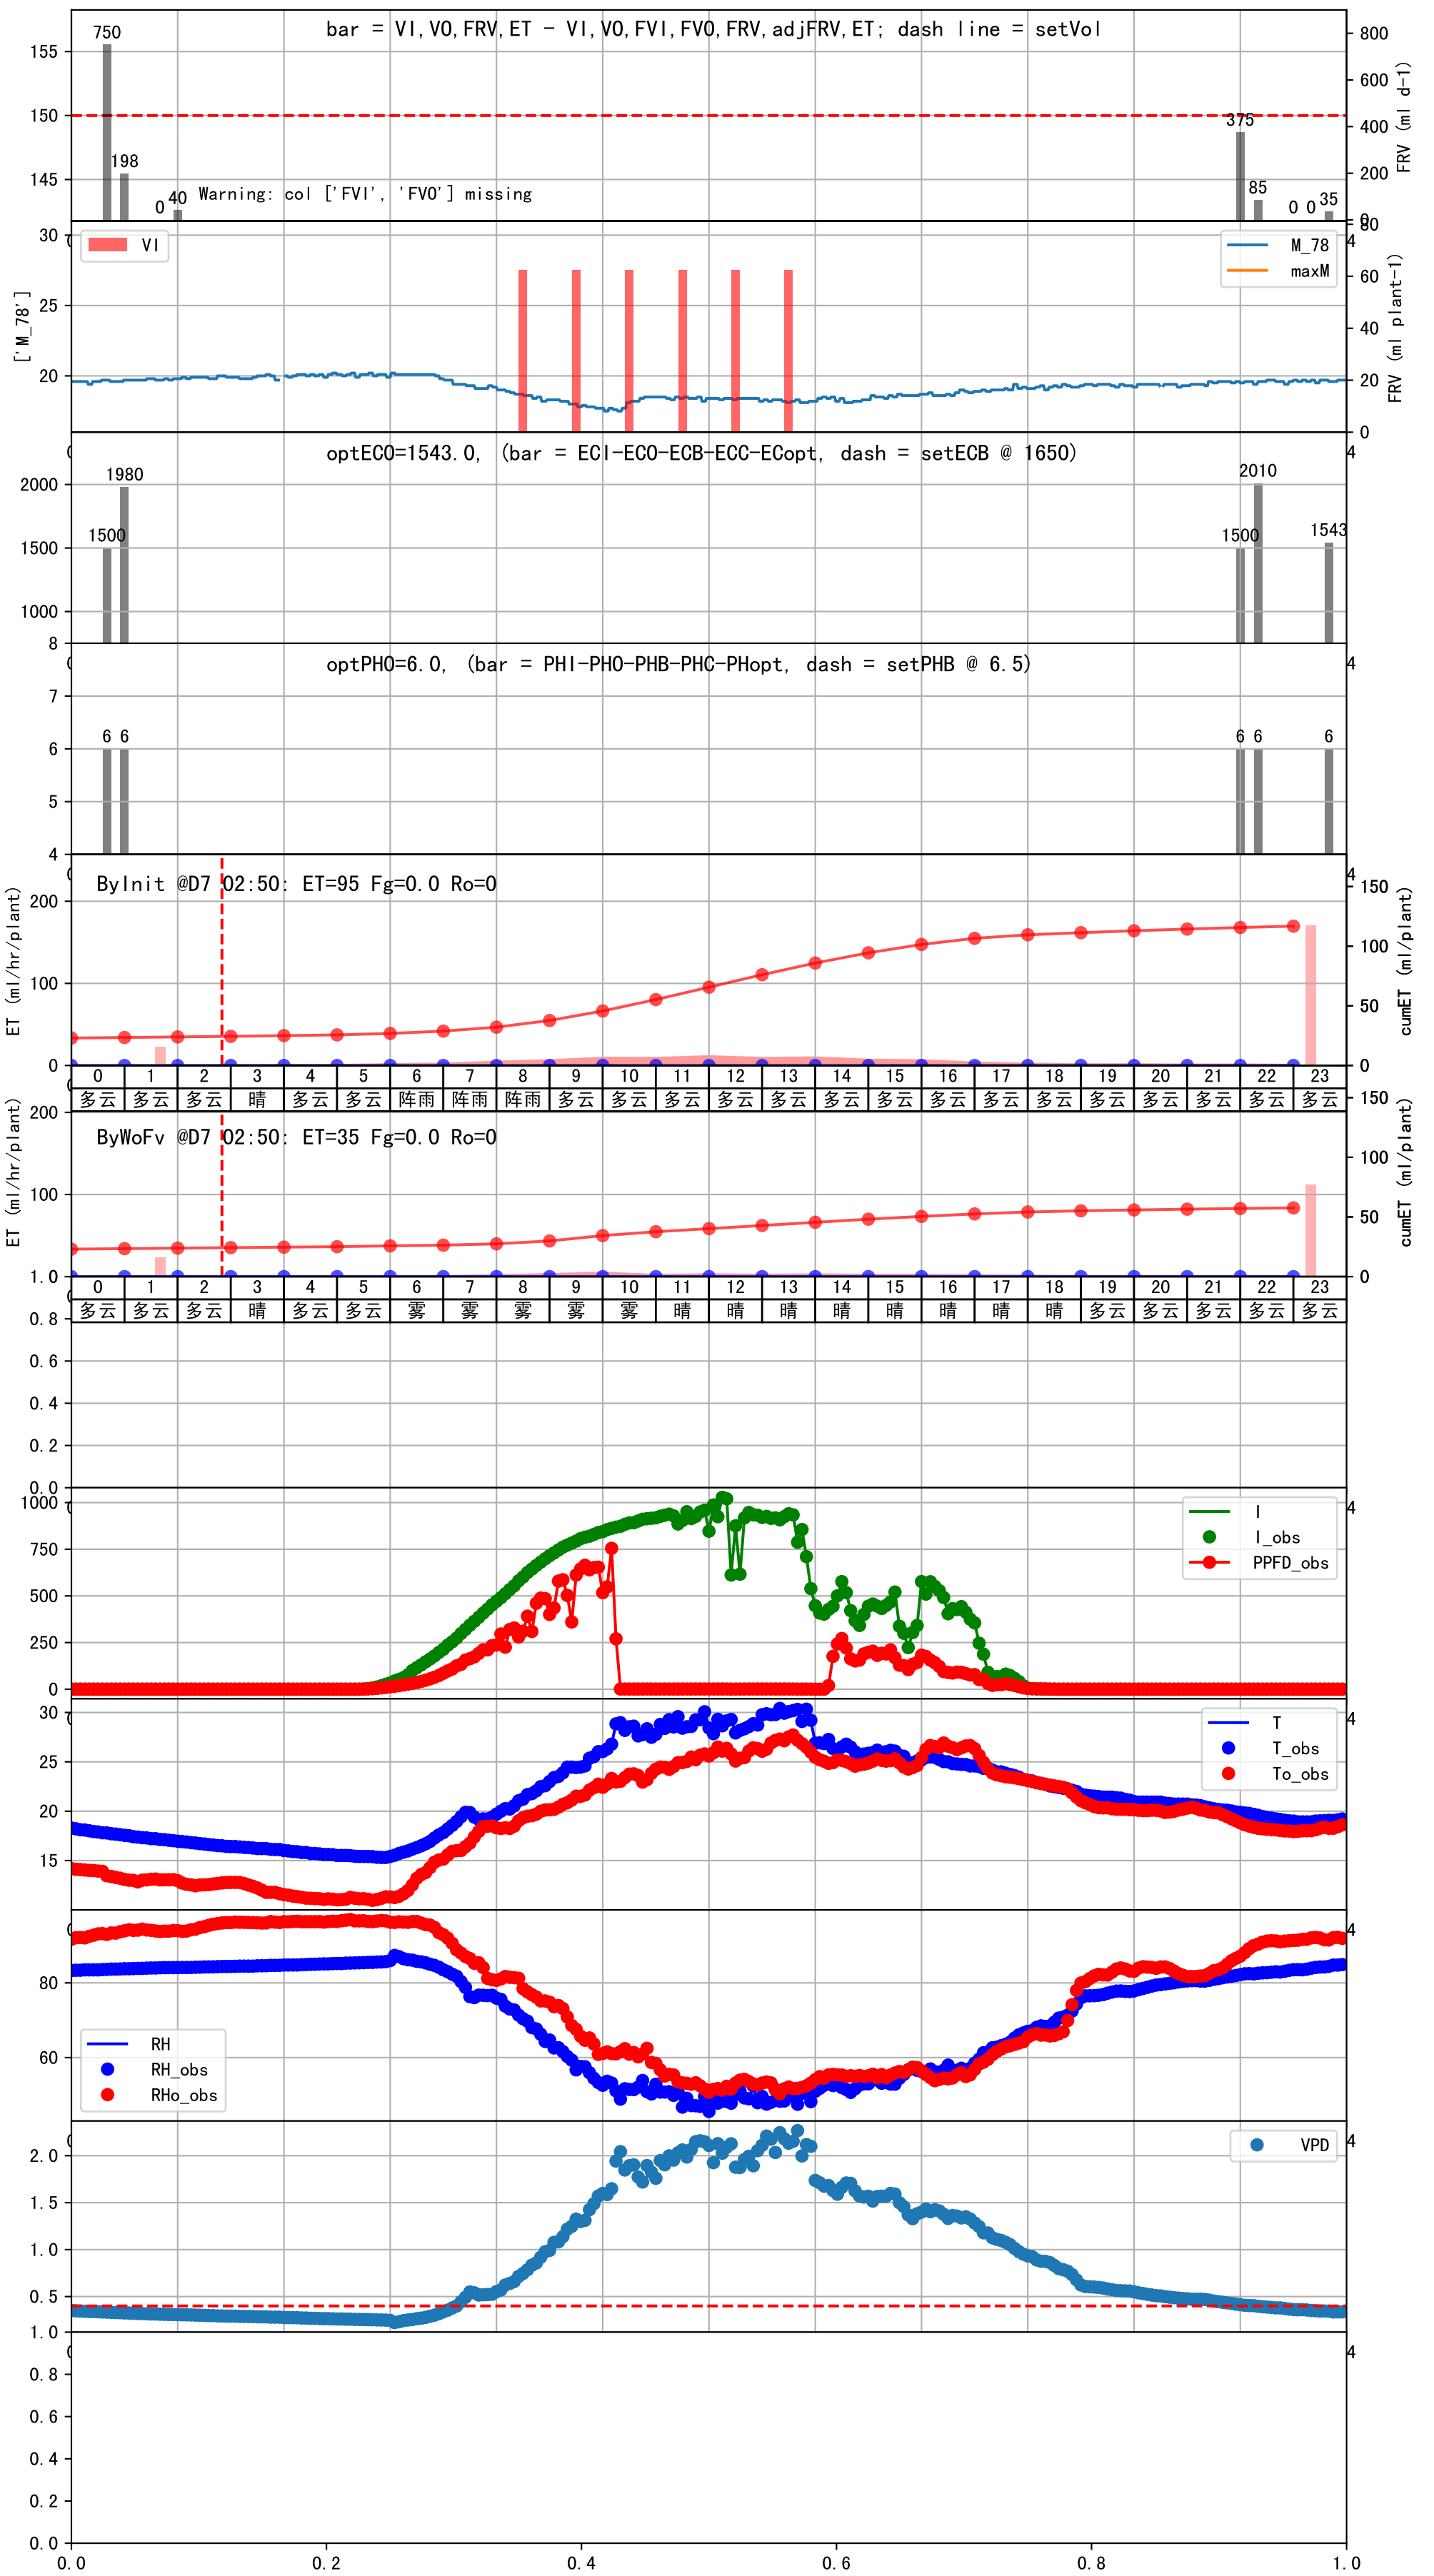 bar = VI,VO,FRV,ET - VI,VO,FVI,FVO,FRV,adjFRV,ET; dash line = setVol
750
198
0
40
Warning: col ['FVI', 'FVO'] missing
375
85
0
0
35
155
150
145
800
600
400
200
0
FRV (ml d-1)
VI
M_78
maxM
30
25
20
['M_78']
80
60
40
20
0
FRV (ml plant-1)
4
optECO=1543.0, (bar = ECI-ECO-ECB-ECC-ECopt, dash = setECB @ 1650)
1500
1980
1500
2010
1543
2000
1500
1000
4
optPHO=6.0, (bar = PHI-PHO-PHB-PHC-PHopt, dash = setPHB @ 6.5)
6 6
6 6
6
8
7
6
5
4
4
ByInit @D7 02:50: ET=95 Fg=0.0 Ro=0
200
100
0
ET (ml/hr/plant)
4
150
100
50
0
cumET (ml/plant)
0 1 2 3 4 5 6 7 8 9 10 11 12 13 14 15 16 17 18 19 20 21 22 23
多云 多云 多云 晴 多云 多云 阵雨 阵雨 阵雨 多云 多云 多云 多云 多云 多云 多云 多云 多云 多云 多云 多云 多云 多云 多云
ByWoFv @D7 02:50: ET=35 Fg=0.0 Ro=0
200
100
ET (ml/hr/plant)
150
100
50
0
cumET (ml/plant)
0 1 2 3 4 5 6 7 8 9 10 11 12 13 14 15 16 17 18 19 20 21 22 23
多云 多云 多云 晴 多云 多云 雾 雾 雾 雾 雾 晴 晴 晴 晴 晴 晴 晴 晴 多云 多云 多云 多云 多云
1.0
0.8
0.6
0.4
0.2
0.0
I
I_obs
PPFD_obs
1000
750
500
250
0
4
T
T_obs
To_obs
30
25
20
15
4
RH
RH_obs
RHo_obs
80
60
4
VPD
2.0
1.5
1.0
0.5
4
1.0
0.8
0.6
0.4
0.2
0.0
4
0.0 0.2 0.4 0.6 0.8 1.0